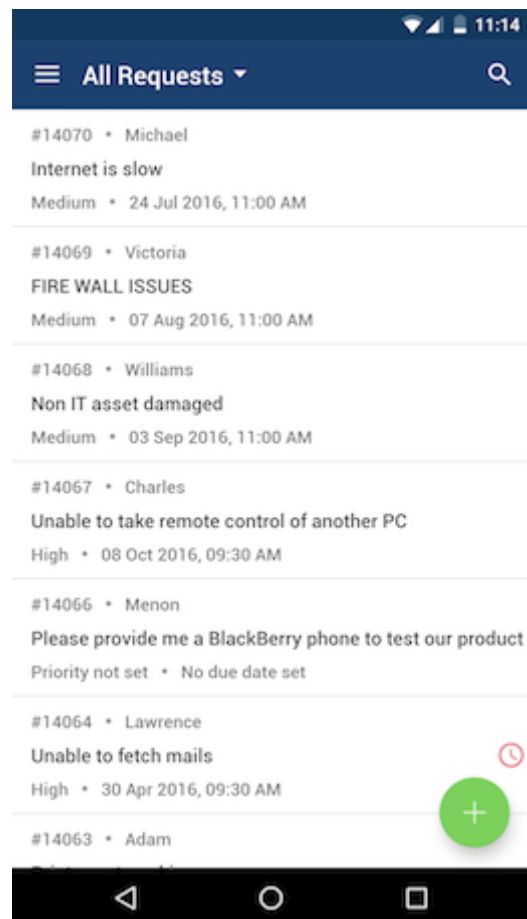 11:14
All Requests
#14070 • Michael
Internet is slow
Medium • 24 Jul 2016, 11:00 AM
#14069 • Victoria
FIRE WALL ISSUES
Medium • 07 Aug 2016, 11:00 AM
#14068 • Williams
Non IT asset damaged
Medium • 03 Sep 2016, 11:00 AM
#14067 • Charles
Unable to take remote control of another PC
High • 08 Oct 2016, 09:30 AM
#14066 • Menon
Please provide me a BlackBerry phone to test our product
Priority not set • No due date set
#14064 • Lawrence
Unable to fetch mails
High • 30 Apr 2016, 09:30 AM
#14063 • Adam